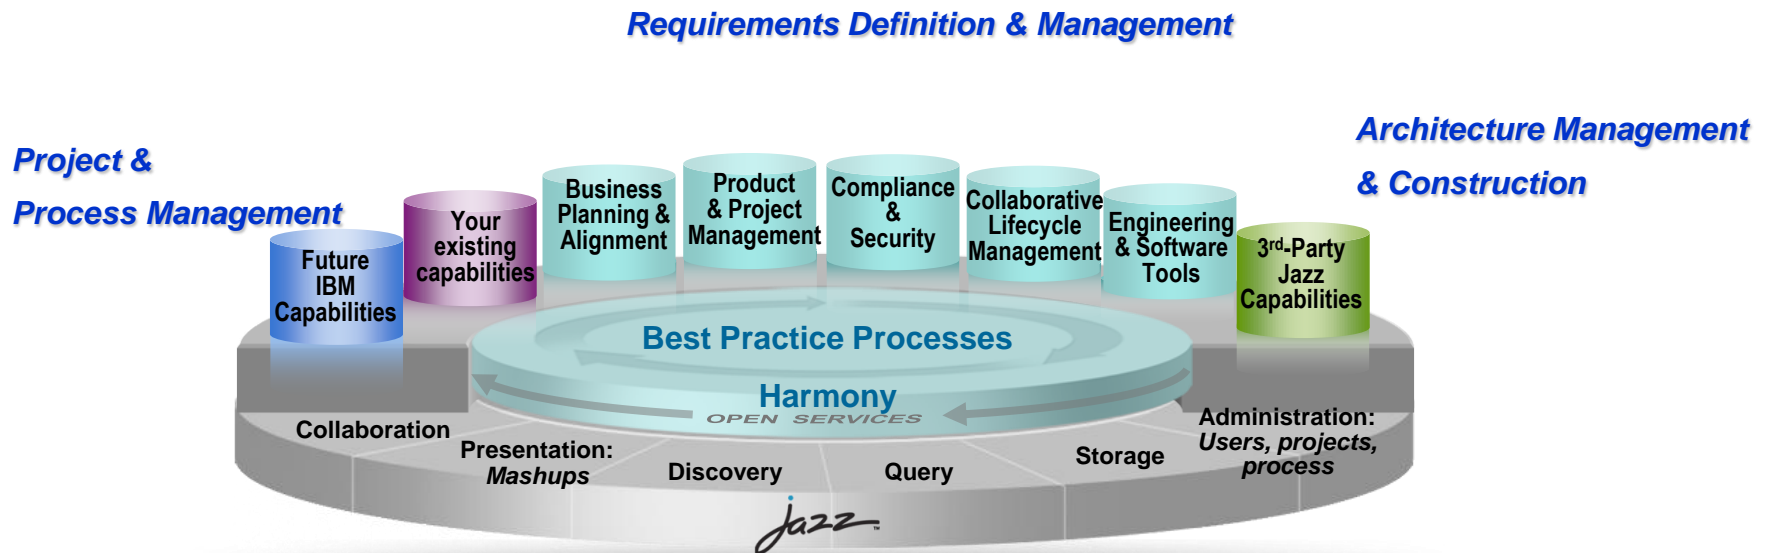 Requirements Definition & Management
Project &
Process Management
Architecture Management
& Construction
Future
IBM
Capabilities
Your
existing
capabilities
Business
Planning &
Alignment
Product
& Project
Management
Compliance
&
Security
Collaborative
Lifecycle
Management
Engineering
& Software
Tools
3rd-Party
Jazz
Capabilities
Best Practice Processes
Harmony
OPEN SERVICES
Collaboration
Presentation:
Mashups
Discovery
Query
Storage
Administration:
Users, projects,
process
jazz™